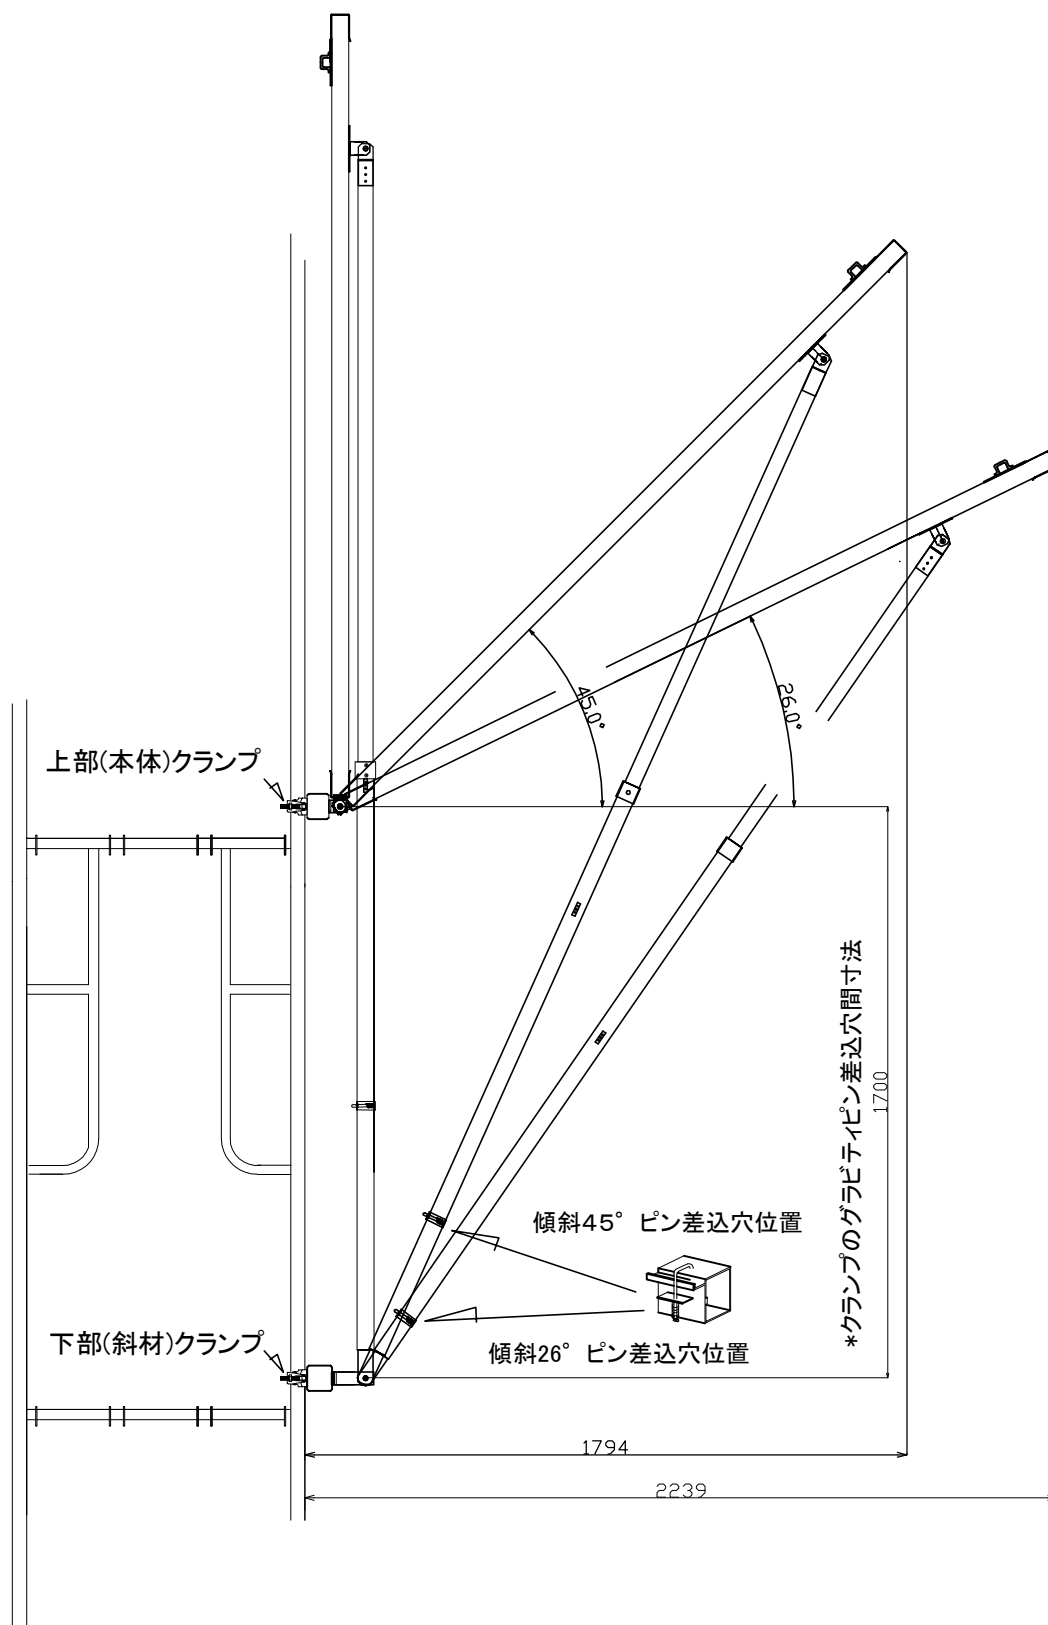 45.0°
26.0°
上部(本体)クランプ
*クランプのグラビティピン差込穴間寸法
1700
傾斜45° ピン差込穴位置
下部(斜材)クランプ
傾斜26° ピン差込穴位置
1794
2239